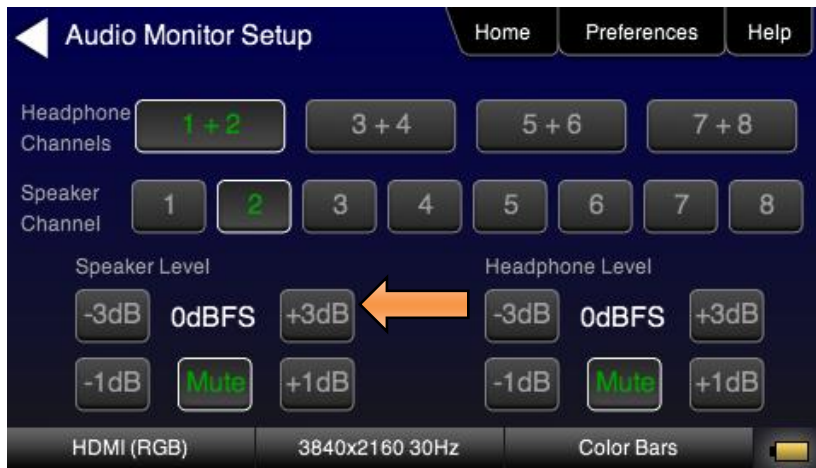 Audio Monitor Setup Home Preferences Help
Headphone Channels 1 + 2 3 + 4 5 + 6 7 + 8
Speaker Channel 1 2 3 4 5 6 7 8
Speaker Level Headphone Level
-3dB 0dBFS +3dB -3dB 0dBFS +3dB
-1dB Mute +1dB -1dB Mute +1dB
HDMI (RGB) 3840x2160 30Hz Color Bars